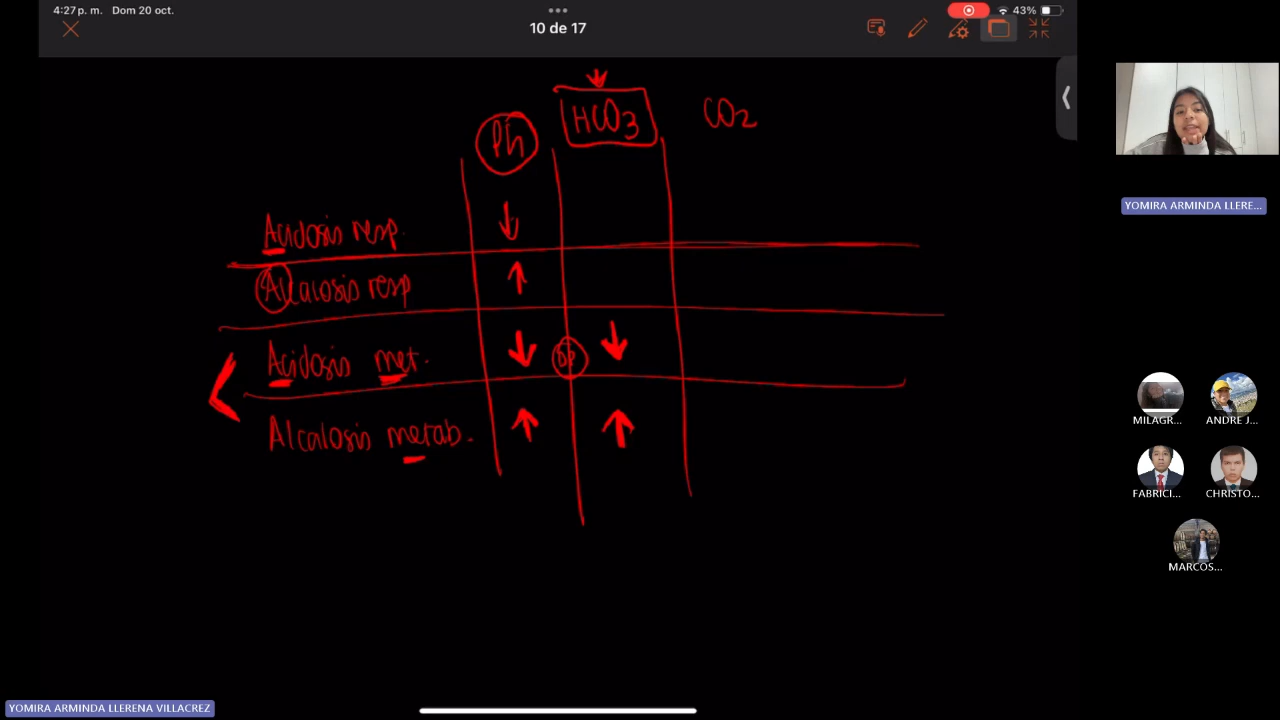 4:27 p. m. Dom 20 oct.
43%
10 de 17
HCO3
CO2
Ph
Acidosis resp.
Alcalosis resp
Acidosis met.
Alcalosis metab.
YOMIRA ARMINDA LLERE...
MILAGR...
ANDRE J...
FABRICI...
CHRISTO...
MARCOS...
YOMIRA ARMINDA LLERENA VILLACREZ